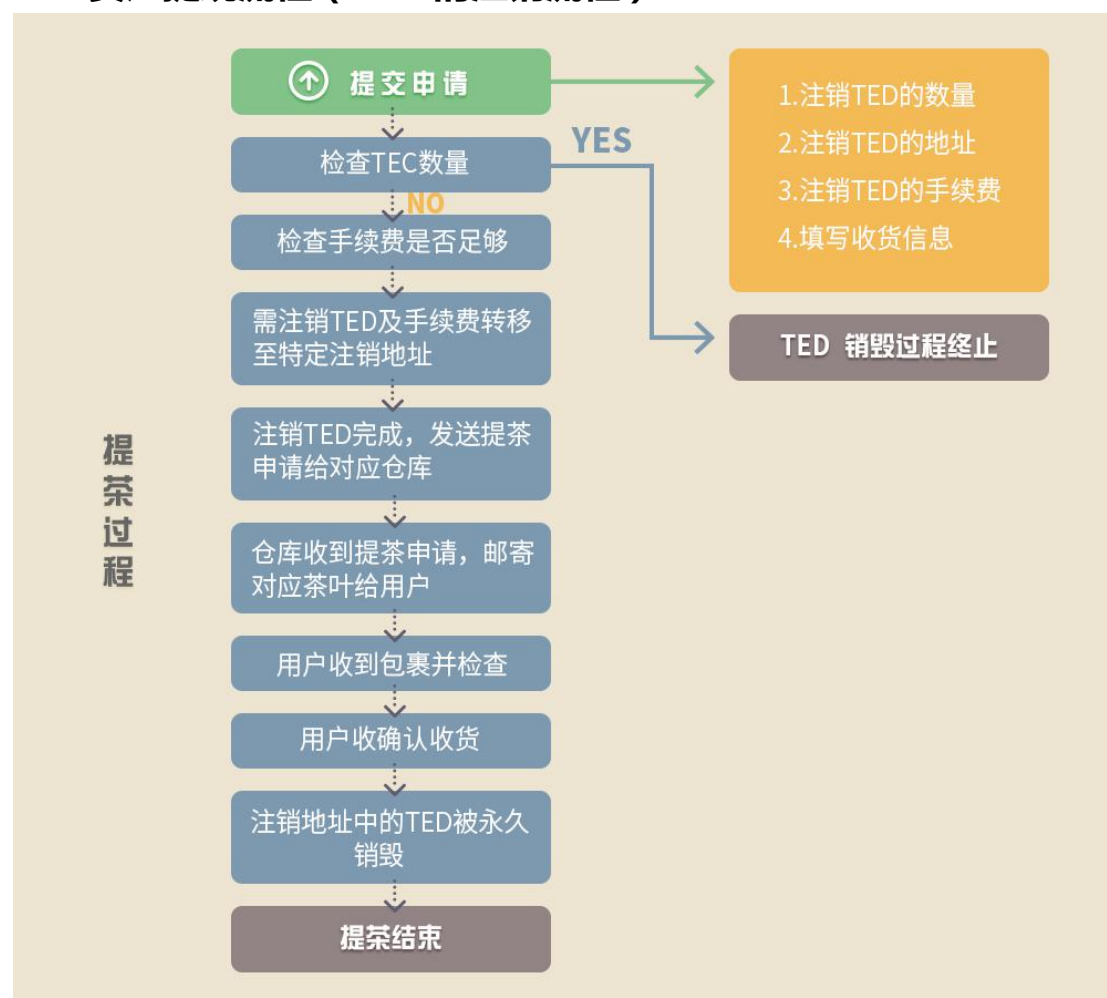 提交申请
1.注销TED的数量
2.注销TED的地址
3.注销TED的手续费
4.填写收货信息
检查TEC数量
YES
NO
检查手续费是否足够
需注销TED及手续费转移
至特定注销地址
TED 销毁过程终止
注销TED完成，发送提茶
申请给对应仓库
提茶过程
仓库收到提茶申请，邮寄
对应茶叶给用户
用户收到包裹并检查
用户收确认收货
注销地址中的TED被永久
销毁
提茶结束